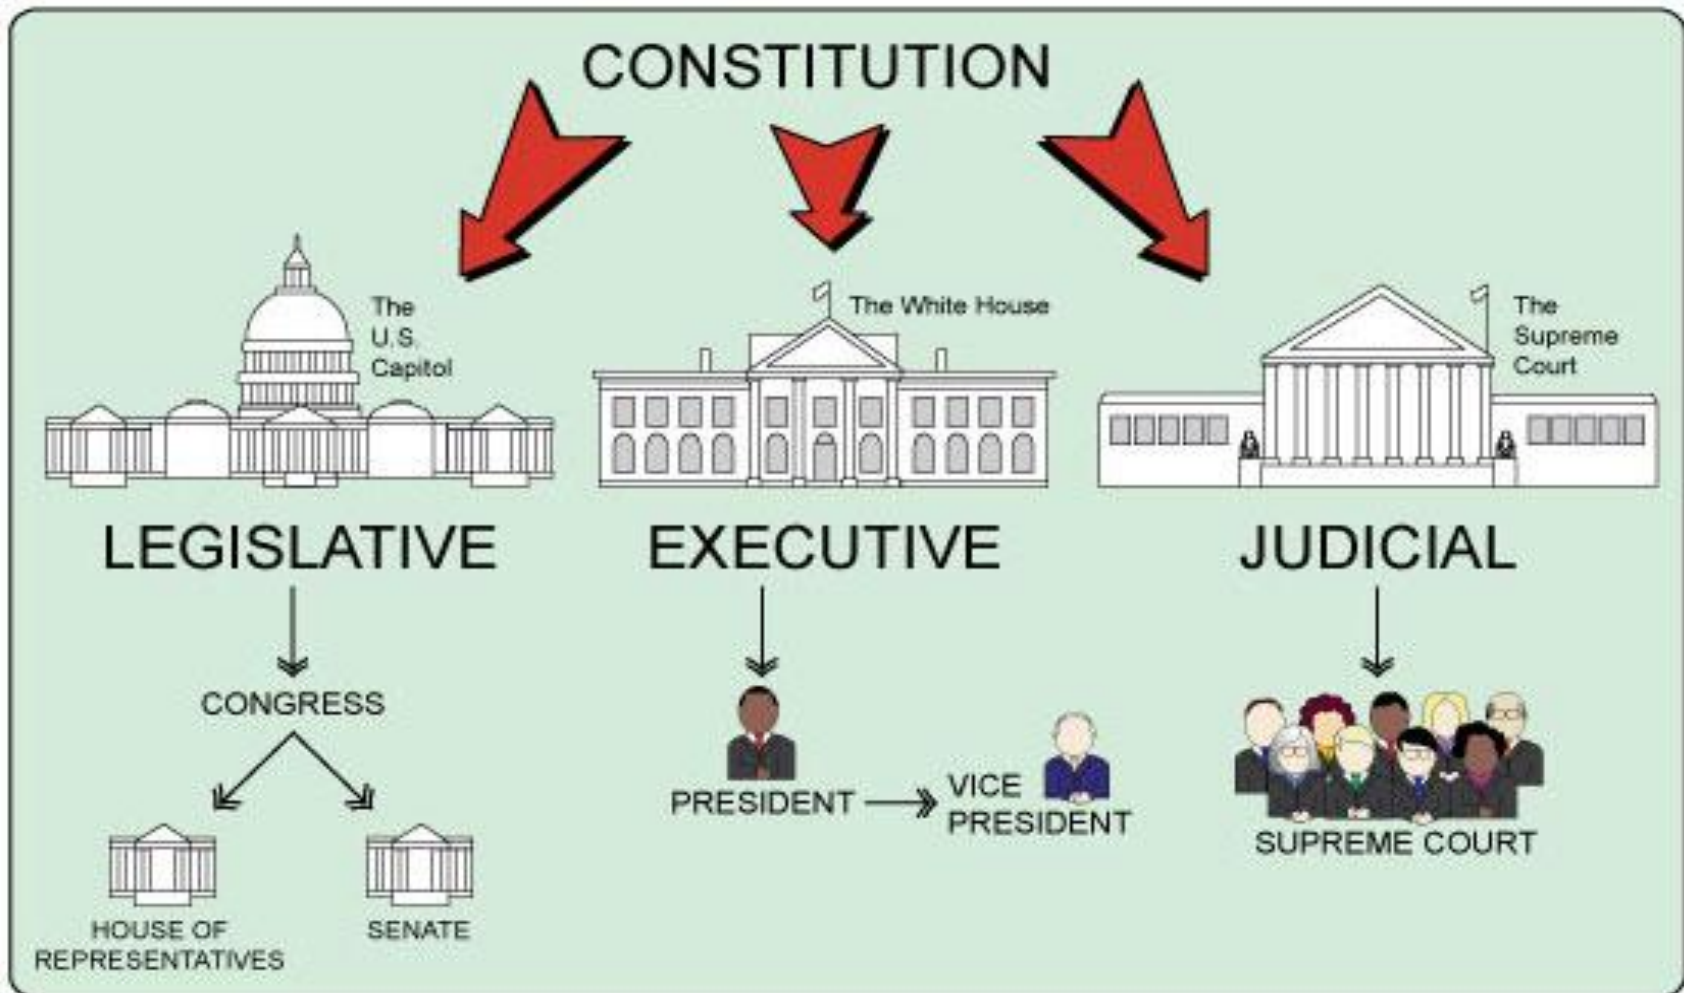 CONSTITUTION
The
U.S.
Capitol
The White House
The
Supreme
Court
LEGISLATIVE
EXECUTIVE
JUDICIAL
CONGRESS
PRESIDENT
VICE
PRESIDENT
SUPREME COURT
HOUSE OF
REPRESENTATIVES
SENATE